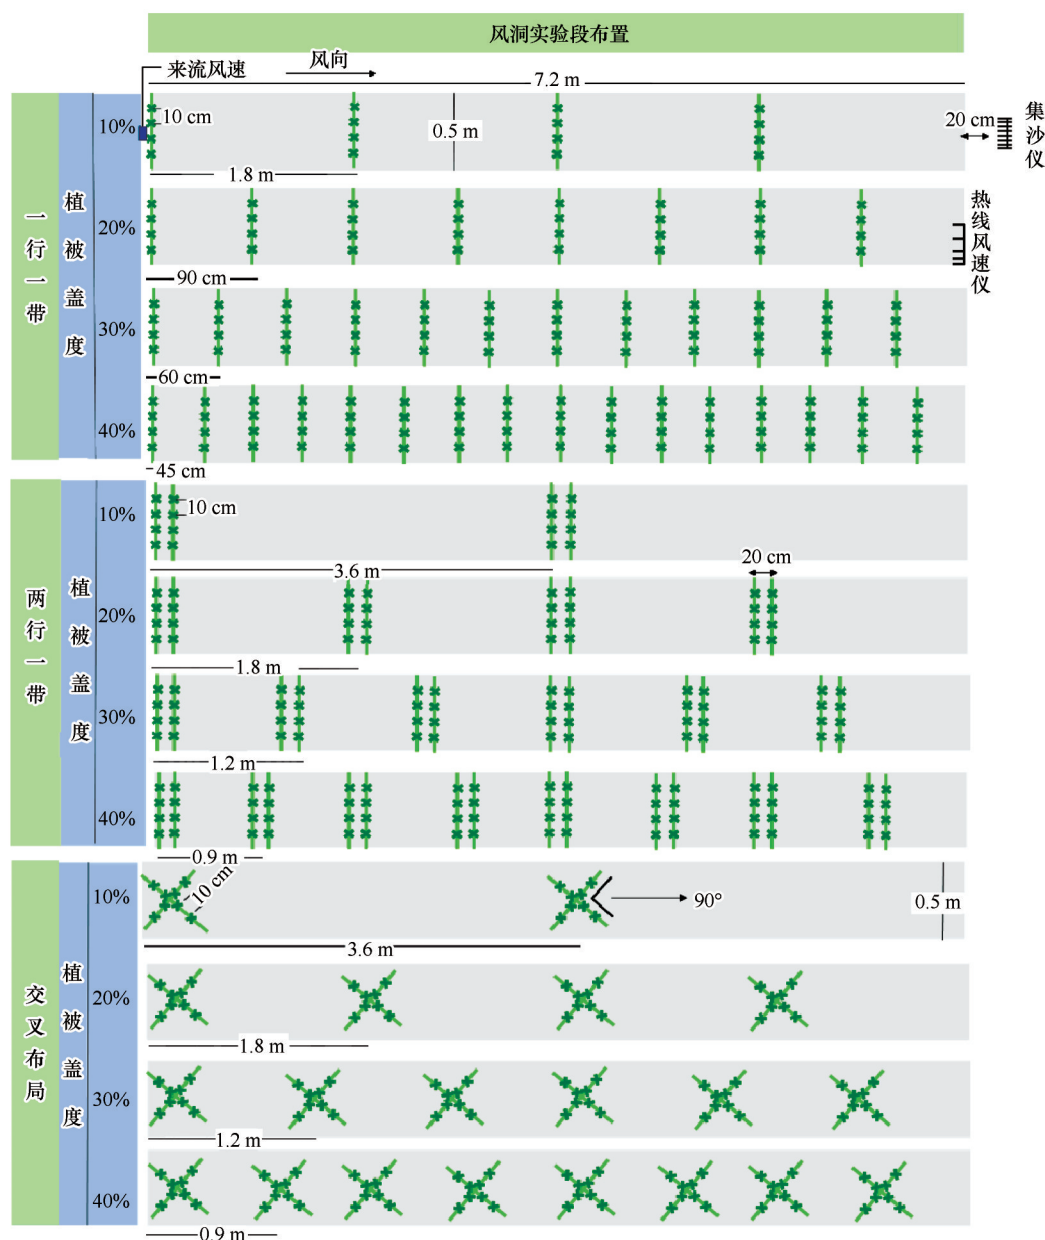 风洞实验段布置
来流风速
风向
7.2 m
一行一带
植被盖度
10%
10 cm
0.5 m
20 cm
集沙仪
1.8 m
20%
热线风速仪
90 cm
30%
60 cm
40%
45 cm
两行一带
植被盖度
10%
10 cm
20 cm
3.6 m
20%
1.8 m
30%
1.2 m
40%
0.9 m
交叉布局
植被盖度
10%
10 cm
90°
0.5 m
3.6 m
20%
1.8 m
30%
1.2 m
40%
0.9 m